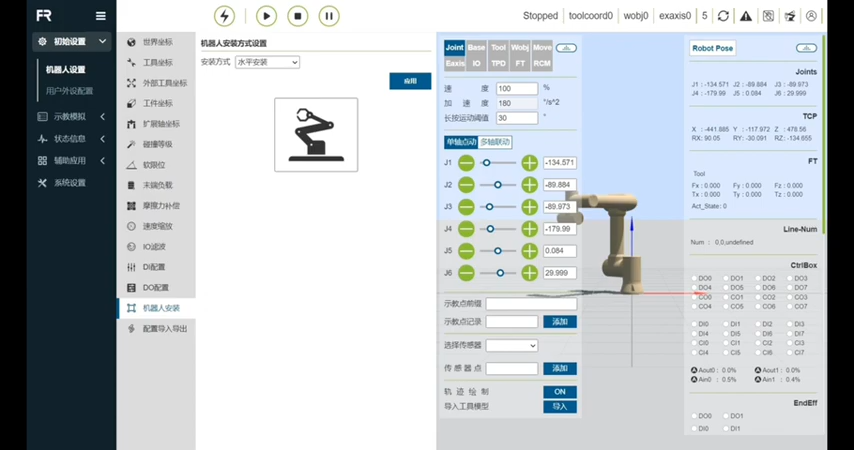 FR
Stopped toolcoord0 wobj0 exaxis0 5
初始设置
机器人设置
用户外设配置
示教模拟
状态信息
辅助应用
系统设置
世界坐标
工具坐标
外部工具坐标
工件坐标
扩展轴坐标
碰撞等级
软限位
末端负载
摩擦力补偿
速度缩放
IO滤波
DI配置
DO配置
机器人安装
配置导入导出
机器人安装方式设置
安装方式 水平安装
应用
Joint Base Tool Wobj Move
Eaxis IO TPD FT RCM
速 度 100 %
加 速 度 180 °/s^2
长按运动阈值 30 °
单轴点动 多轴联动
J1 -134.571
J2 -89.884
J3 -89.973
J4 -179.99
J5 0.084
J6 29.999
示教点前缀
示教点记录 添加
选择传感器
传感器点 添加
轨迹绘制 ON
导入工具模型 导入
Robot Pose
Joints
J1 : -134.571 J2 : -89.884 J3 : -89.973
J4 : -179.99 J5 : 0.084 J6 : 29.999
TCP
X : -441.885 Y : -117.972 Z : 478.56
RX: 90.05 RY: -30.091 RZ: -134.655
FT
Tool
Fx : 0.000 Fy : 0.000 Fz : 0.000
Tx : 0.000 Ty : 0.000 Tz : 0.000
Act_State: 0
Line-Num
Num : 0,0,undefined
CtrlBox
DO0 DO1 DO2 DO3
DO4 DO5 DO6 DO7
CO0 CO1 CO2 CO3
CO4 CO5 CO6 CO7
DI0 DI1 DI2 DI3
DI4 DI5 DI6 DI7
CI0 CI1 CI2 CI3
CI4 CI5 CI6 CI7
Aout0 : 0.0% Aout1 : 0.0%
Ain0 : 0.5% Ain1 : 0.4%
EndEff
DO0 DO1
DI0 DI1